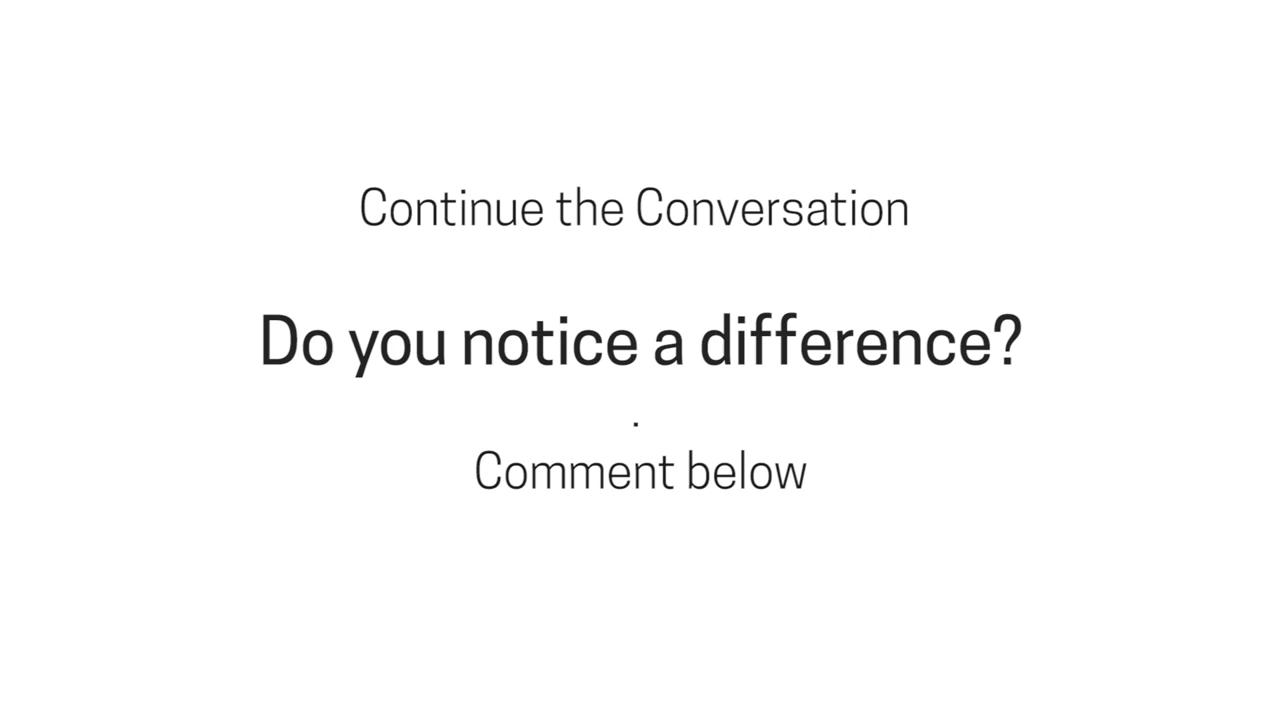 Continue the Conversation
Do you notice a difference?
.
Comment below